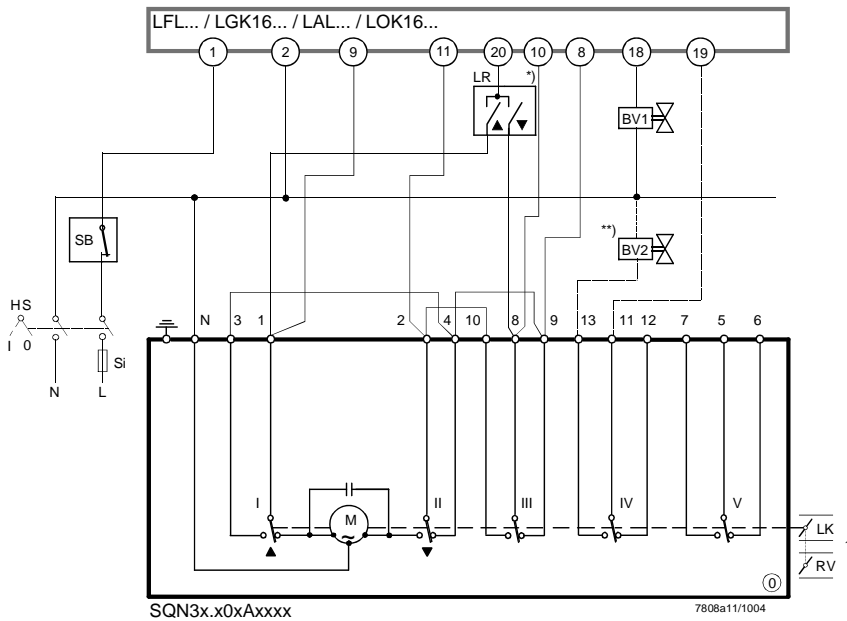 LFL... / LGK16... / LAL... / LOK16...
1 2 9 11 20 10 8 18 19
LR *)
BV1
SB
**)
BV2
HS
I 0
Si
N L
N 3 1 2 4 10 8 9 13 11 12 7 5 6
I II III IV V
M
~
LK
RV
0
SQN3x.x0xAxxxx
7808a11/1004